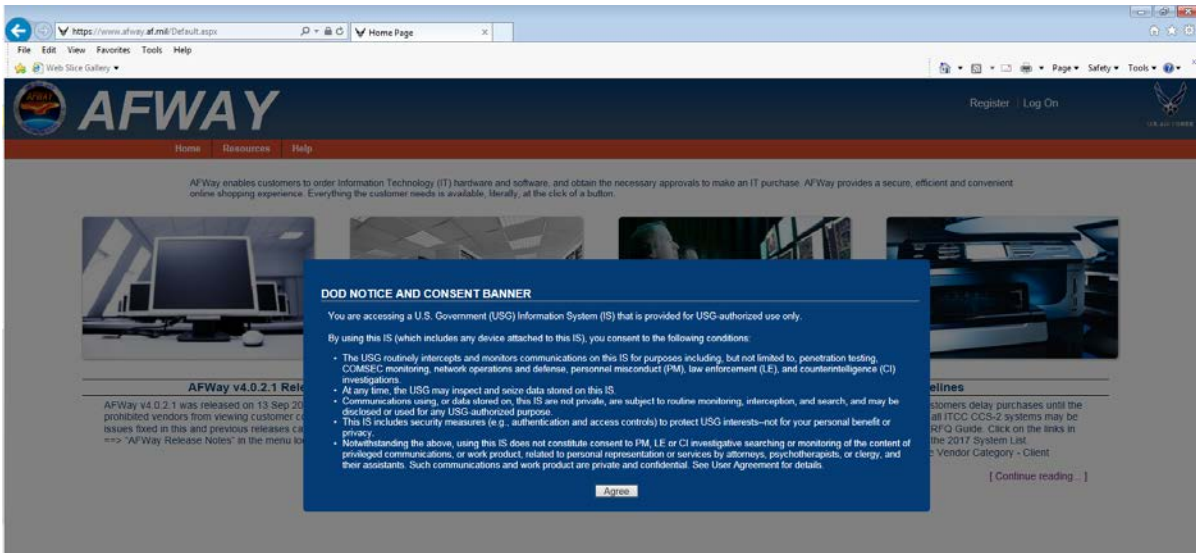 https://www.afway.af.mil/Default.aspx
Home Page
File Edit View Favorites Tools Help
Web Slice Gallery
Page Safety Tools
AFWAY
Register | Log On
Home Resources Help
AFWay enables customers to order Information Technology (IT) hardware and software, and obtain the necessary approvals to make an IT purchase. AFWay provides a secure, efficient and convenient
online shopping experience. Everything the customer needs is available, literally, at the click of a button.
DOD NOTICE AND CONSENT BANNER
You are accessing a U.S. Government (USG) Information System (IS) that is provided for USG-authorized use only.
By using this IS (which includes any device attached to this IS), you consent to the following conditions:
• The USG routinely intercepts and monitors communications on this IS for purposes including, but not limited to, penetration testing,
COMSEC monitoring, network operations and defense, personnel misconduct (PM), law enforcement (LE), and counterintelligence (CI)
investigations.
• At any time, the USG may inspect and seize data stored on this IS.
• Communications using, or data stored on, this IS are not private, are subject to routine monitoring, interception, and search, and may be
disclosed or used for any USG-authorized purpose.
• This IS includes security measures (e.g., authentication and access controls) to protect USG interests--not for your personal benefit or
privacy.
• Notwithstanding the above, using this IS does not constitute consent to PM, LE or CI investigative searching or monitoring of the content of
privileged communications, or work product, related to personal representation or services by attorneys, psychotherapists, or clergy, and
their assistants. Such communications and work product are private and confidential. See User Agreement for details.
Agree
AFWay v4.0.2.1 Rele
AFWay v4.0.2.1 was released on 13 Sep 20
prohibited vendors from viewing customer c
issues fixed in this and previous releases ca
==> "AFWay Release Notes" in the menu lo
elines
stomers delay purchases until the
all ITCC CCS-2 systems may be
RFQ Guide. Click on the links in
the 2017 System List.
e Vendor Category - Client
[ Continue reading... ]